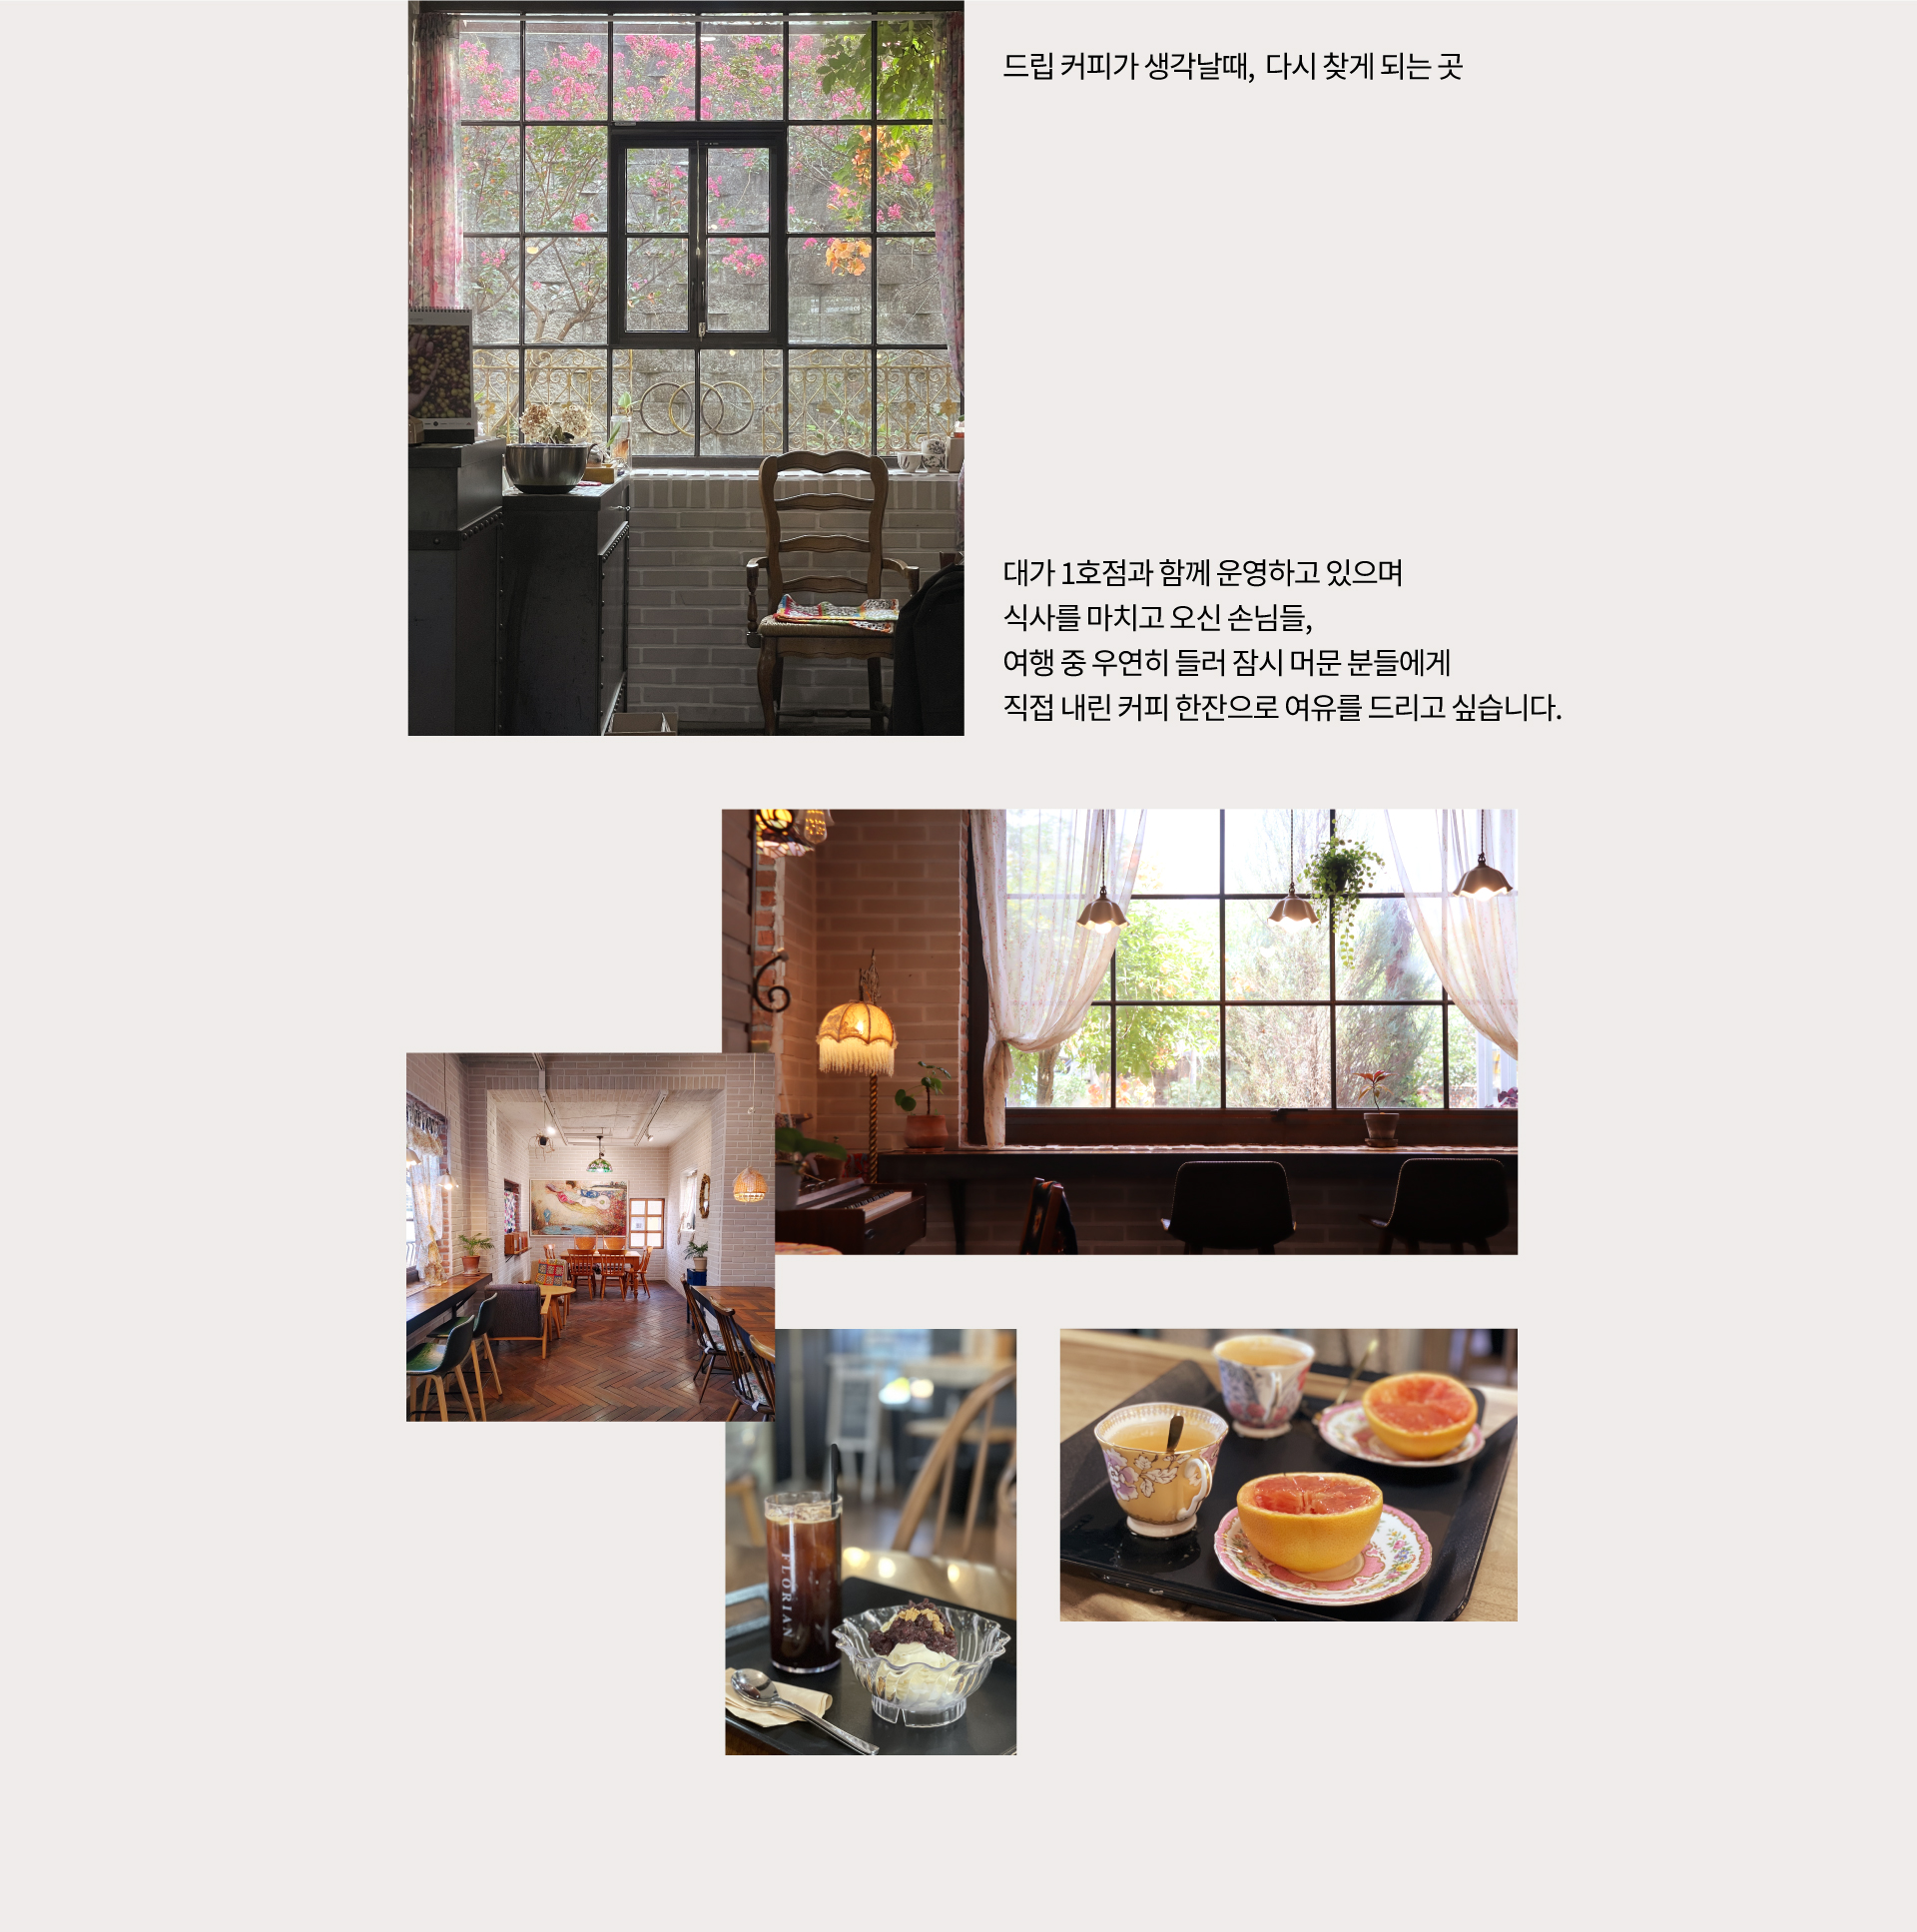 드립 커피가 생각날때, 다시 찾게 되는 곳
대가 1호점과 함께 운영하고 있으며
식사를 마치고 오신 손님들,
여행 중 우연히 들러 잠시 머문 분들에게
직접 내린 커피 한잔으로 여유를 드리고 싶습니다.
FLORIAN